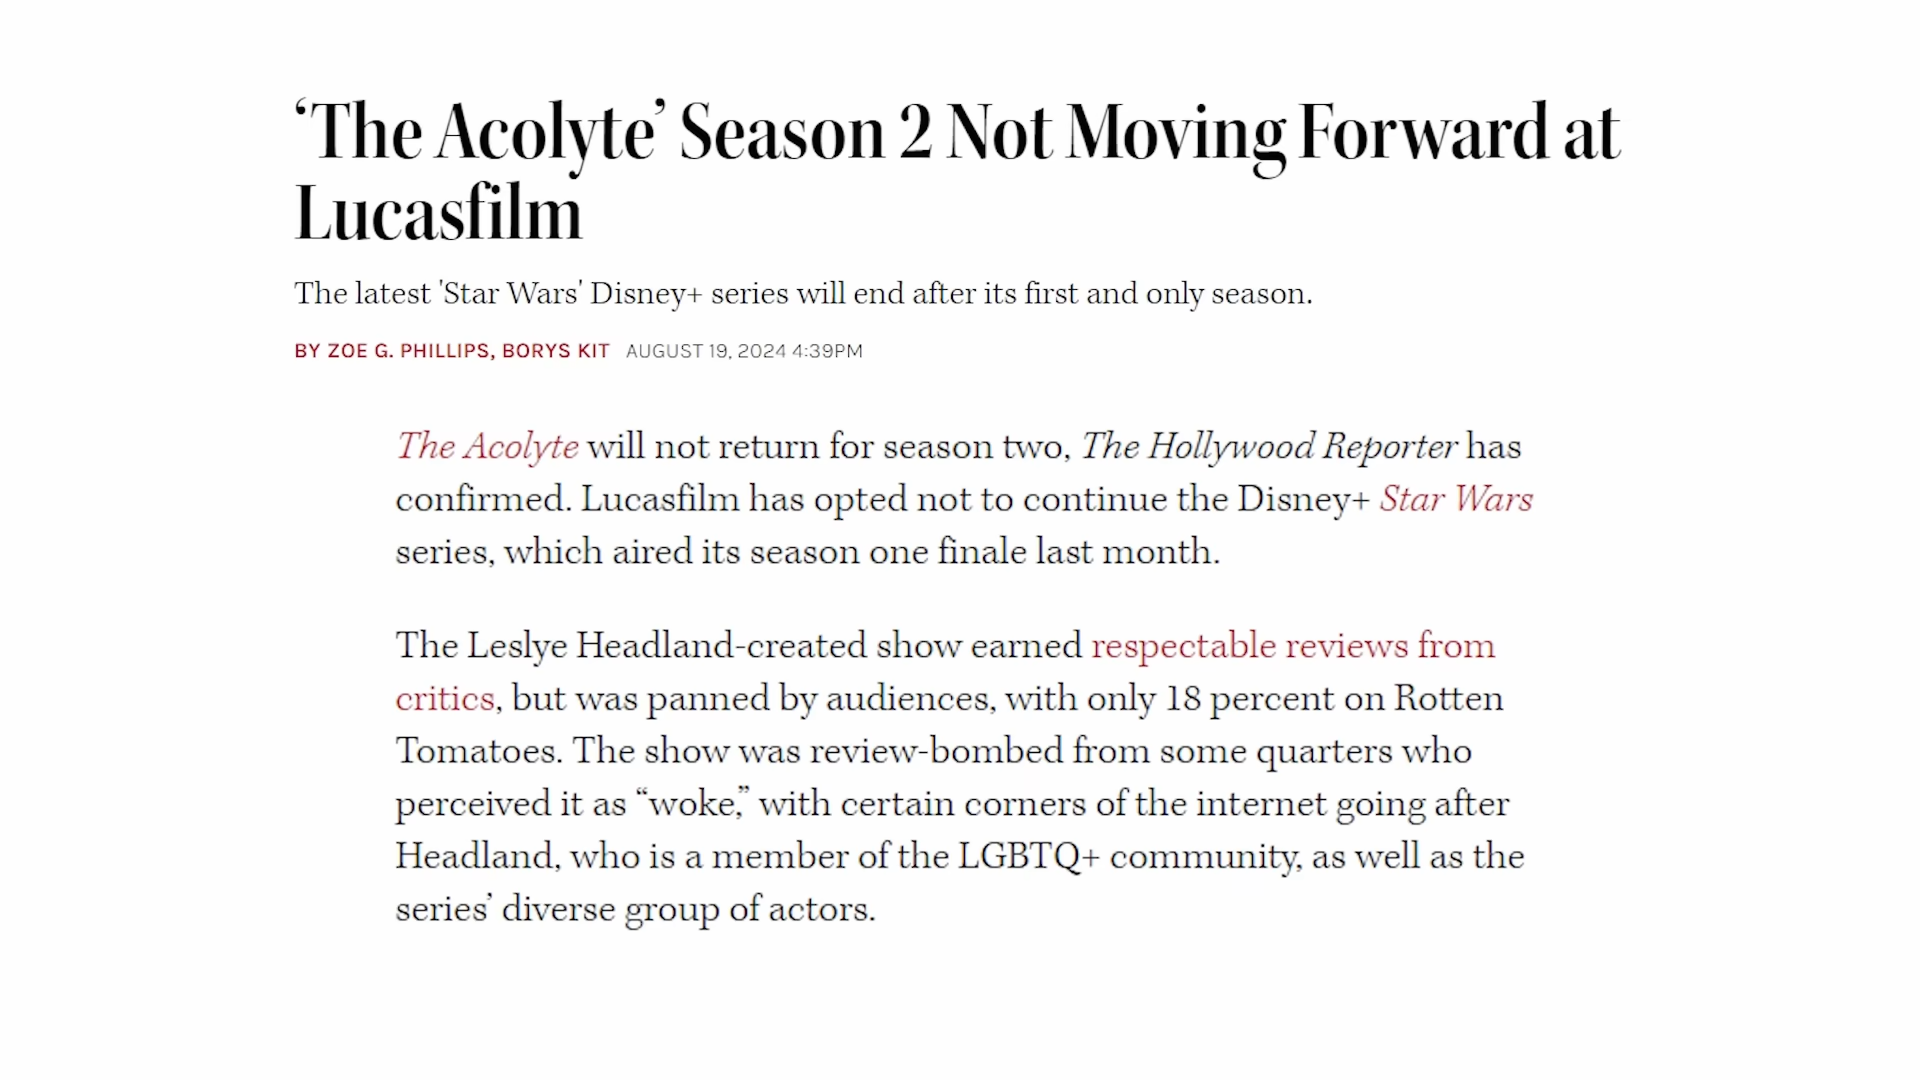 ‘The Acolyte’ Season 2 Not Moving Forward at
Lucasfilm
The latest 'Star Wars' Disney+ series will end after its first and only season.
BY ZOE G. PHILLIPS, BORYS KIT AUGUST 19, 2024 4:39PM
The Acolyte will not return for season two, The Hollywood Reporter has
confirmed. Lucasfilm has opted not to continue the Disney+ Star Wars
series, which aired its season one finale last month.
The Leslye Headland-created show earned respectable reviews from
critics, but was panned by audiences, with only 18 percent on Rotten
Tomatoes. The show was review-bombed from some quarters who
perceived it as “woke,” with certain corners of the internet going after
Headland, who is a member of the LGBTQ+ community, as well as the
series’ diverse group of actors.